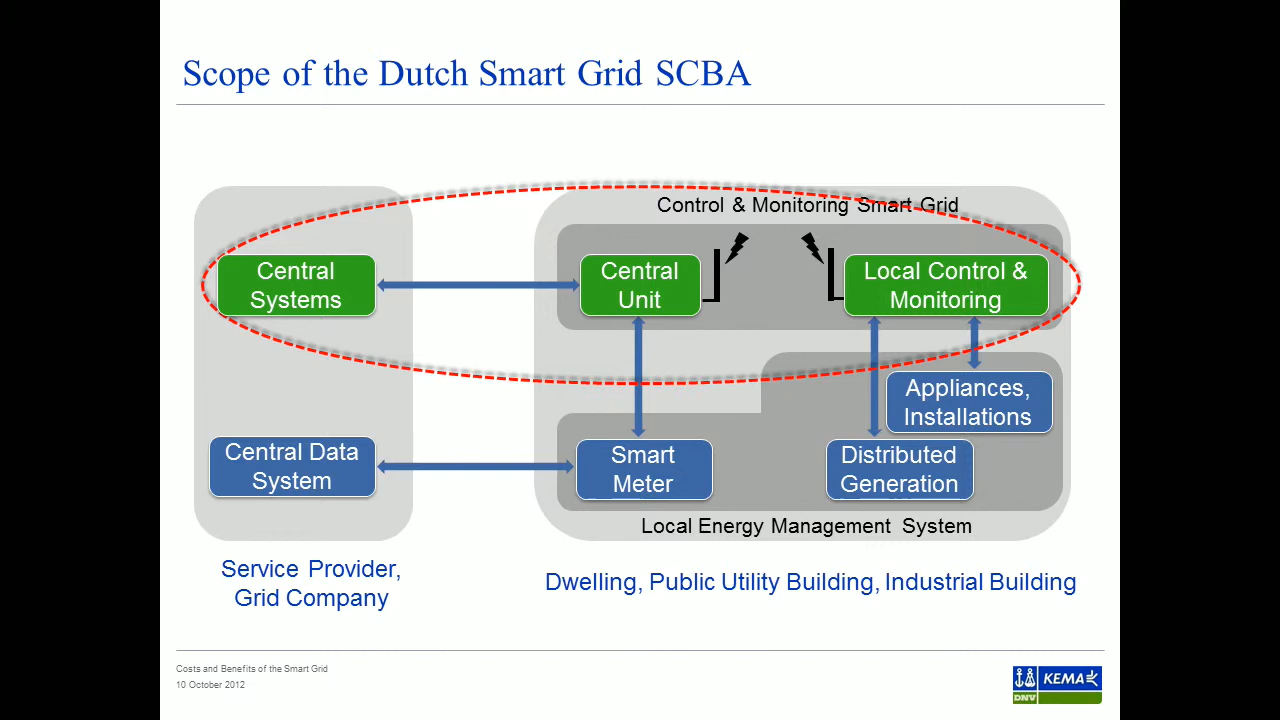 Scope of the Dutch Smart Grid SCBA
Control & Monitoring Smart Grid
Central
Systems
Central
Unit
Local Control &
Monitoring
Appliances,
Installations
Central Data
System
Smart
Meter
Distributed
Generation
Local Energy Management System
Service Provider,
Grid Company
Dwelling, Public Utility Building, Industrial Building
Costs and Benefits of the Smart Grid
10 October 2012
KEMA
DNV